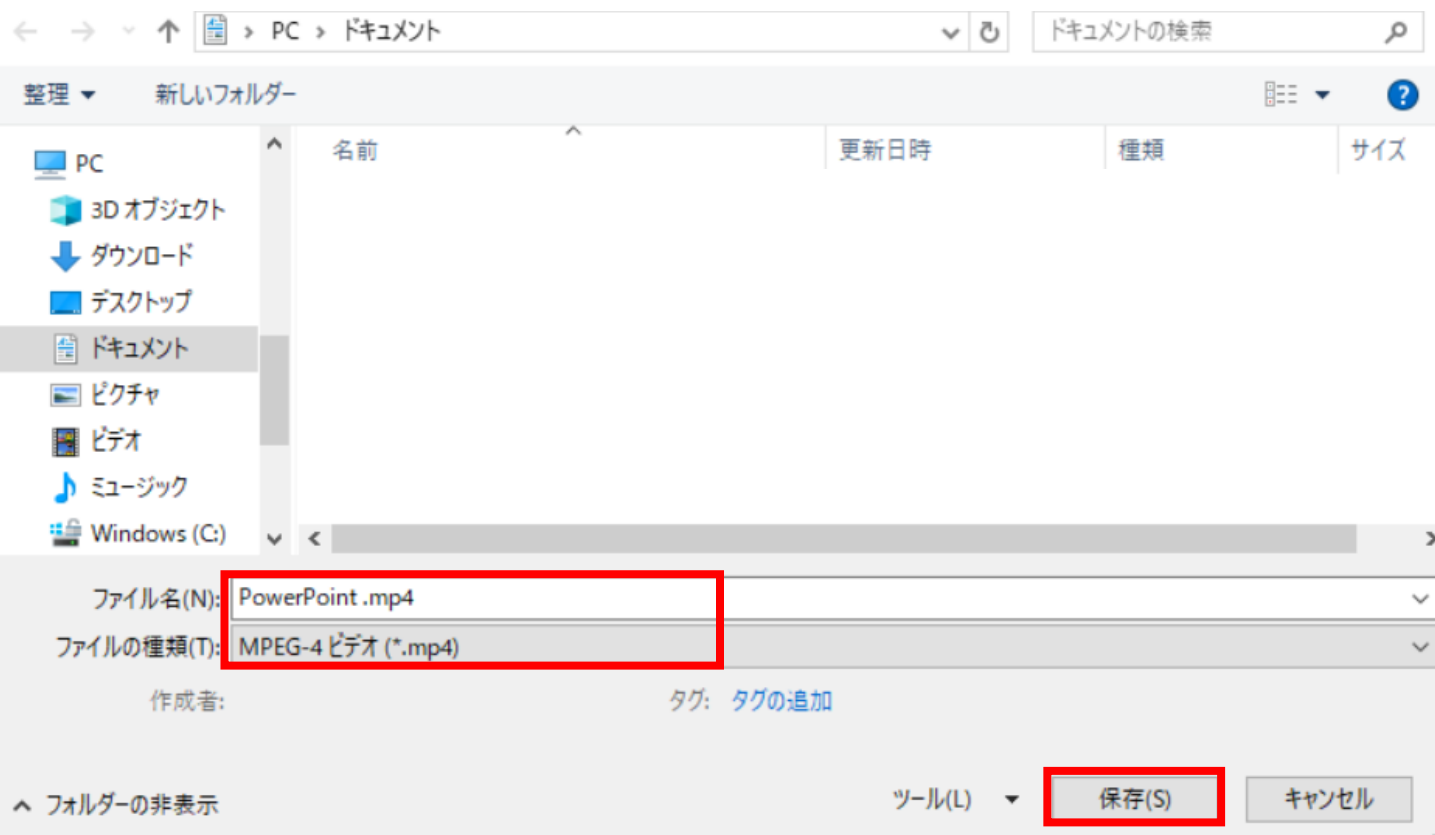 PC > ドキュメント
ドキュメントの検索
整理
新しいフォルダー
?
名前
更新日時
種類
サイズ
PC
3D オブジェクト
ダウンロード
デスクトップ
ドキュメント
ピクチャ
ビデオ
ミュージック
Windows (C:)
ファイル名(N): PowerPoint .mp4
ファイルの種類(T): MPEG-4 ビデオ (*.mp4)
作成者:
タグ: タグの追加
フォルダーの非表示
ツール(L)
保存(S)
キャンセル